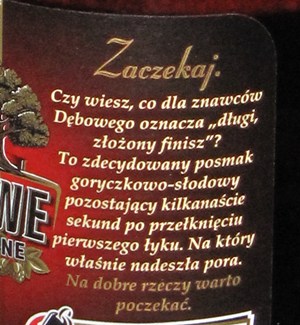 Zaczekaj.
Czy wiesz, co dla znawców
Dębowego oznacza „długi,
złożony finisz"?
To zdecydowany posmak
goryczkowo-słodowy
pozostający kilkanaście
sekund po przełknięciu
pierwszego łyku. Na który
właśnie nadeszła pora.
Na dobre rzeczy warto
poczekać.